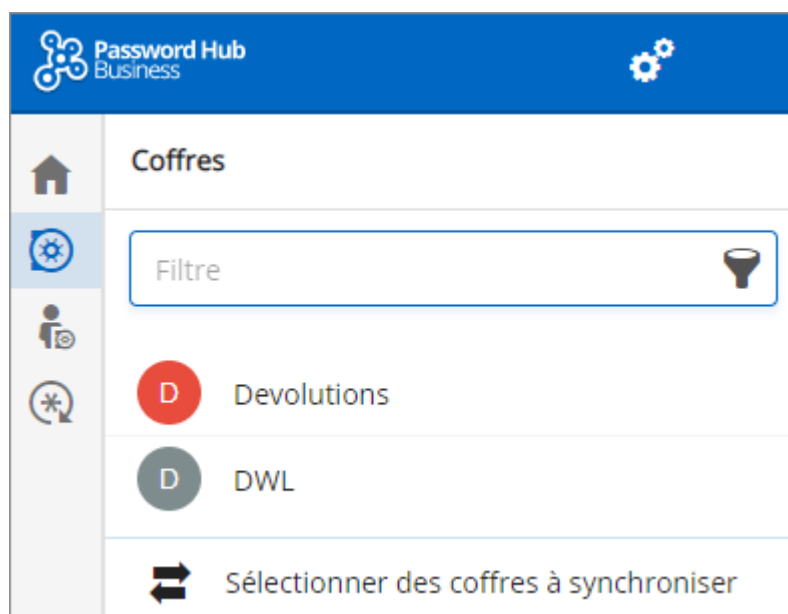 Password Hub
Business
Coffres
Filtre
D Devolutions
D DWL
Sélectionner des coffres à synchroniser